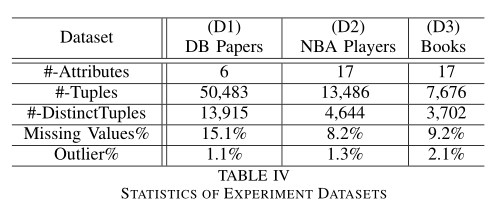 Dataset (D1) DB Papers (D2) NBA Players (D3) Books
#-Attributes 6 17 17
#-Tuples 50,483 13,486 7,676
#-DistinctTuples 13,915 4,644 3,702
Missing Values% 15.1% 8.2% 9.2%
Outlier% 1.1% 1.3% 2.1%
TABLE IV
STATISTICS OF EXPERIMENT DATASETS